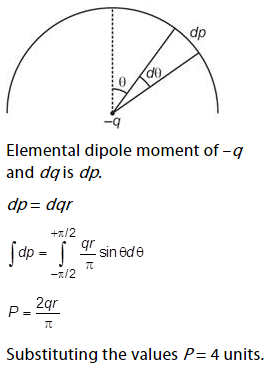 dp
dθ
θ
–q
Elemental dipole moment of –q
and dq is dp.
dp = dqr
∫dp = ∫_{–π/2}^{+π/2} qr/π sin θdθ
P = 2qr/π
Substituting the values P = 4 units.